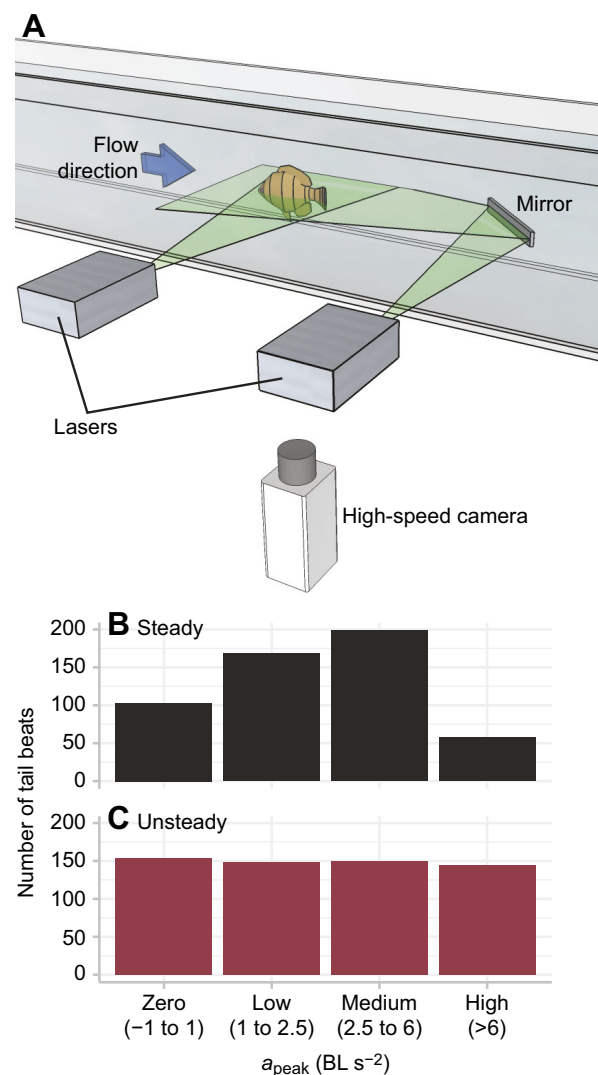 A
Flow
direction
Mirror
Lasers
High-speed camera
B Steady
200
150
100
50
0
C Unsteady
200
150
100
50
0
Number of tail beats
Zero Low Medium High
(−1 to 1) (1 to 2.5) (2.5 to 6) (>6)
apeak (BL s−2)